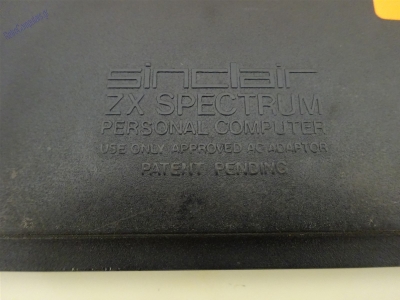 sinclair
ZX SPECTRUM
PERSONAL COMPUTER
USE ONLY APPROVED AC ADAPTOR
PATENT PENDING